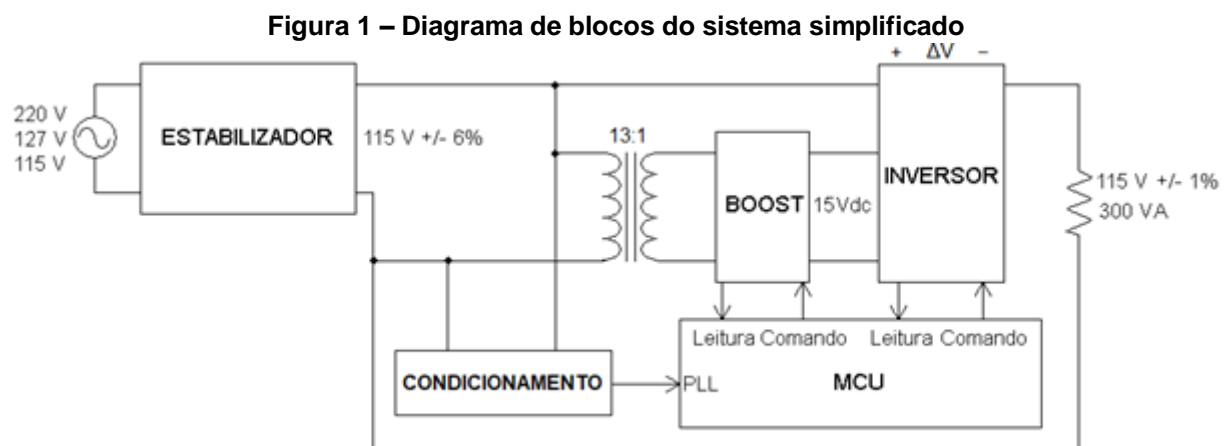 Figura 1 – Diagrama de blocos do sistema simplificado
+ ΔV −
220 V
127 V
115 V
ESTABILIZADOR
115 V +/- 6%
13:1
BOOST
15Vdc
INVERSOR
115 V +/- 1%
300 VA
Leitura Comando
Leitura Comando
CONDICIONAMENTO
PLL
MCU